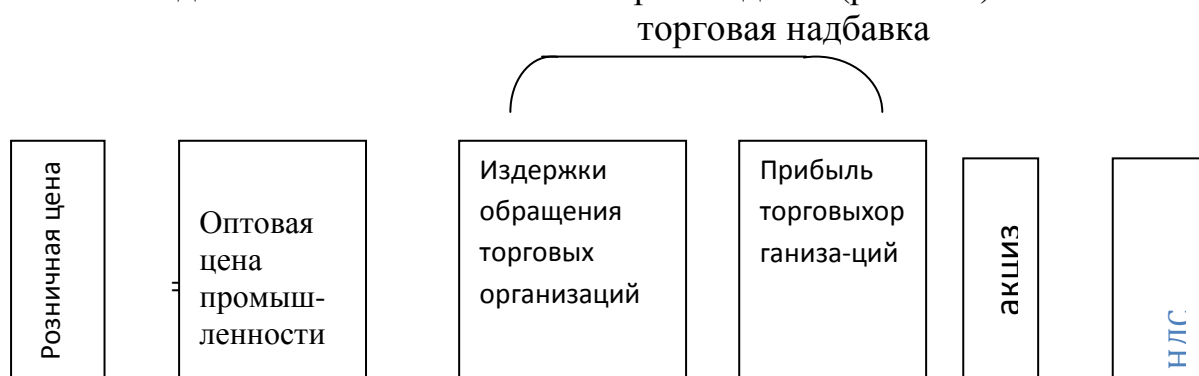 торговая надбавка
Розничная цена
=
Оптовая
цена
промыш-
ленности
Издержки
обращения
торговых
организаций
Прибыль
торговыхор
ганиза-ций
акциз
НДС